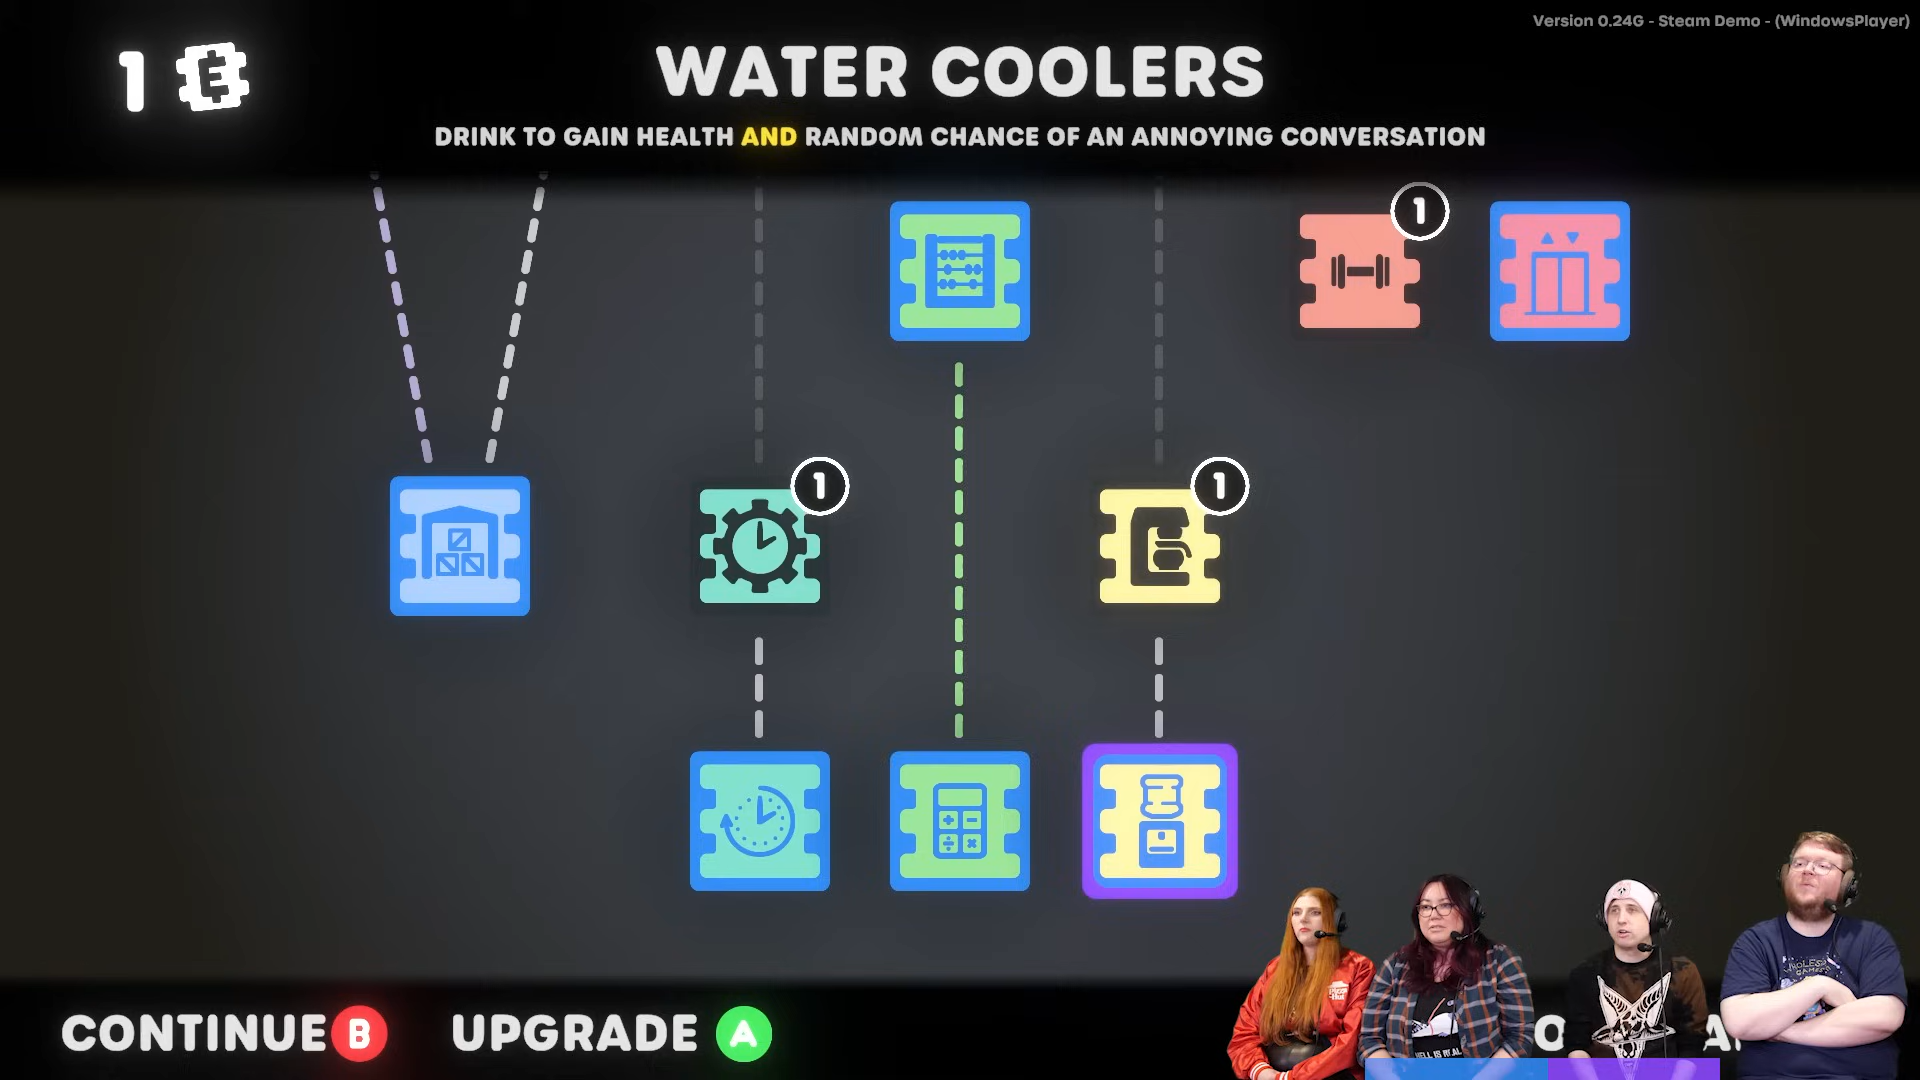 Version 0.24G - Steam Demo - (WindowsPlayer)
1 E
WATER COOLERS
DRINK TO GAIN HEALTH AND RANDOM CHANCE OF AN ANNOYING CONVERSATION
1
1
1
CONTINUE B
UPGRADE A